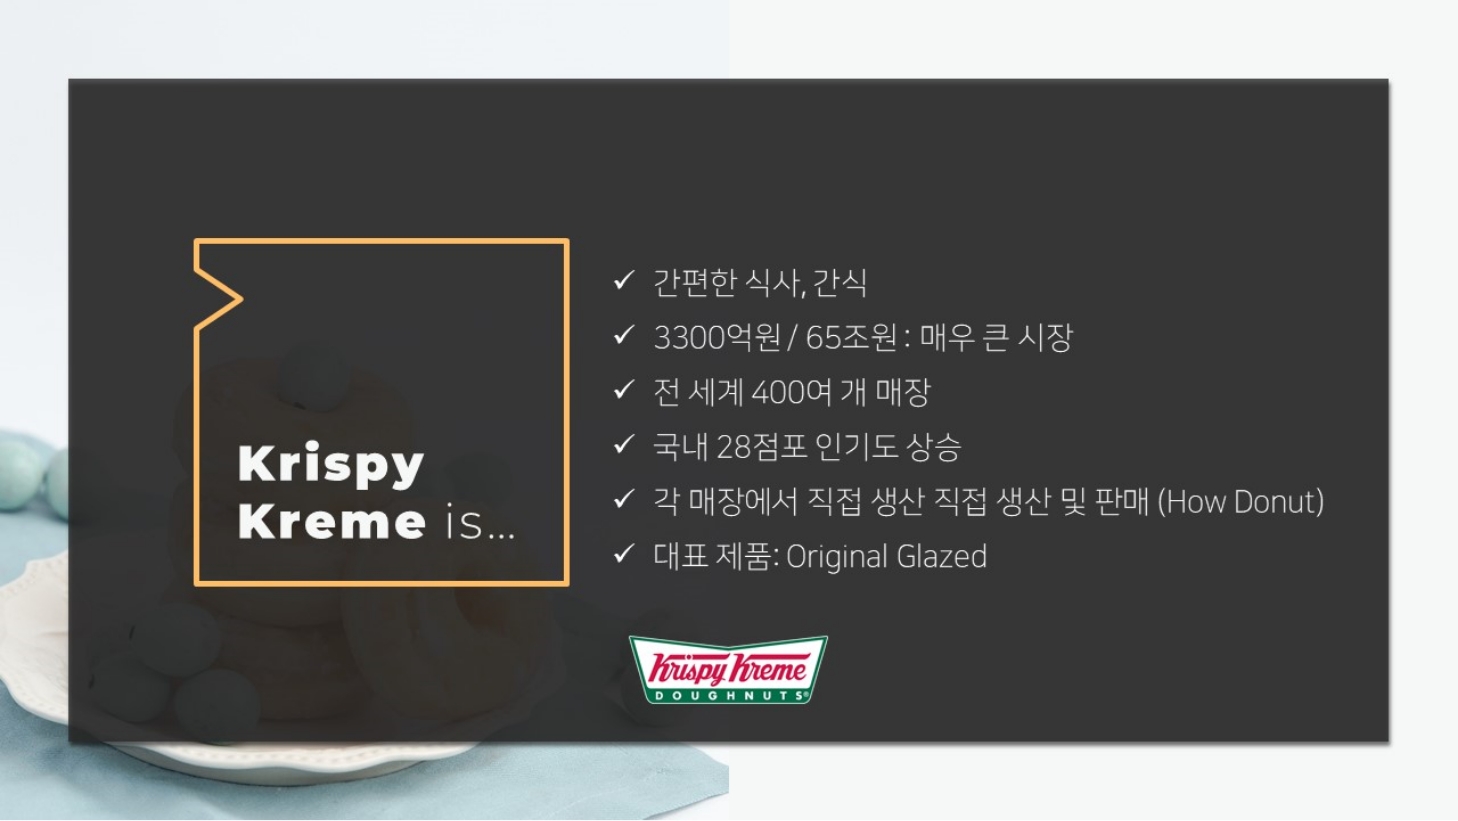 Krispy
Kreme is...
✓ 간편한 식사, 간식
✓ 3300억원 / 65조원 : 매우 큰 시장
✓ 전 세계 400여 개 매장
✓ 국내 28점포 인기도 상승
✓ 각 매장에서 직접 생산 직접 생산 및 판매 (How Donut)
✓ 대표 제품: Original Glazed
Krispy Kreme
DOUGHNUTS®